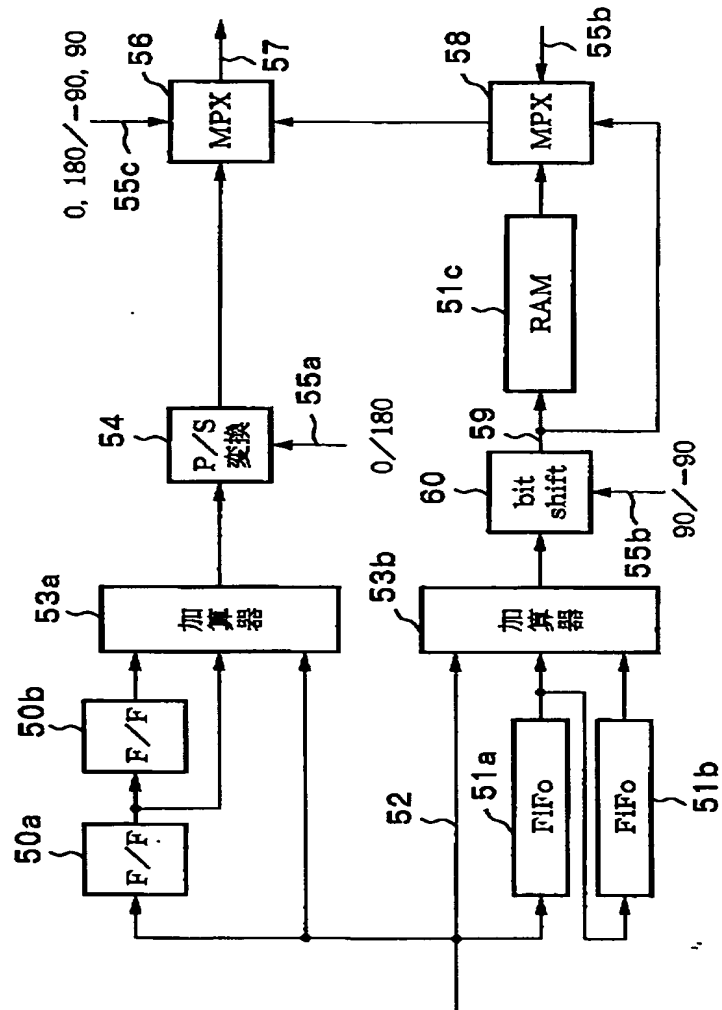 0, 180/-90, 90
55c
56
MPX
57
54
P/S
変換
55a
0/180
53a
加算
器
50b
F/F
50a
F/F
55b
58
MPX
51c
RAM
59
60
bit
shift
55b
90/-90
53b
加算
器
52
51a
FiFo
FiFo
51b